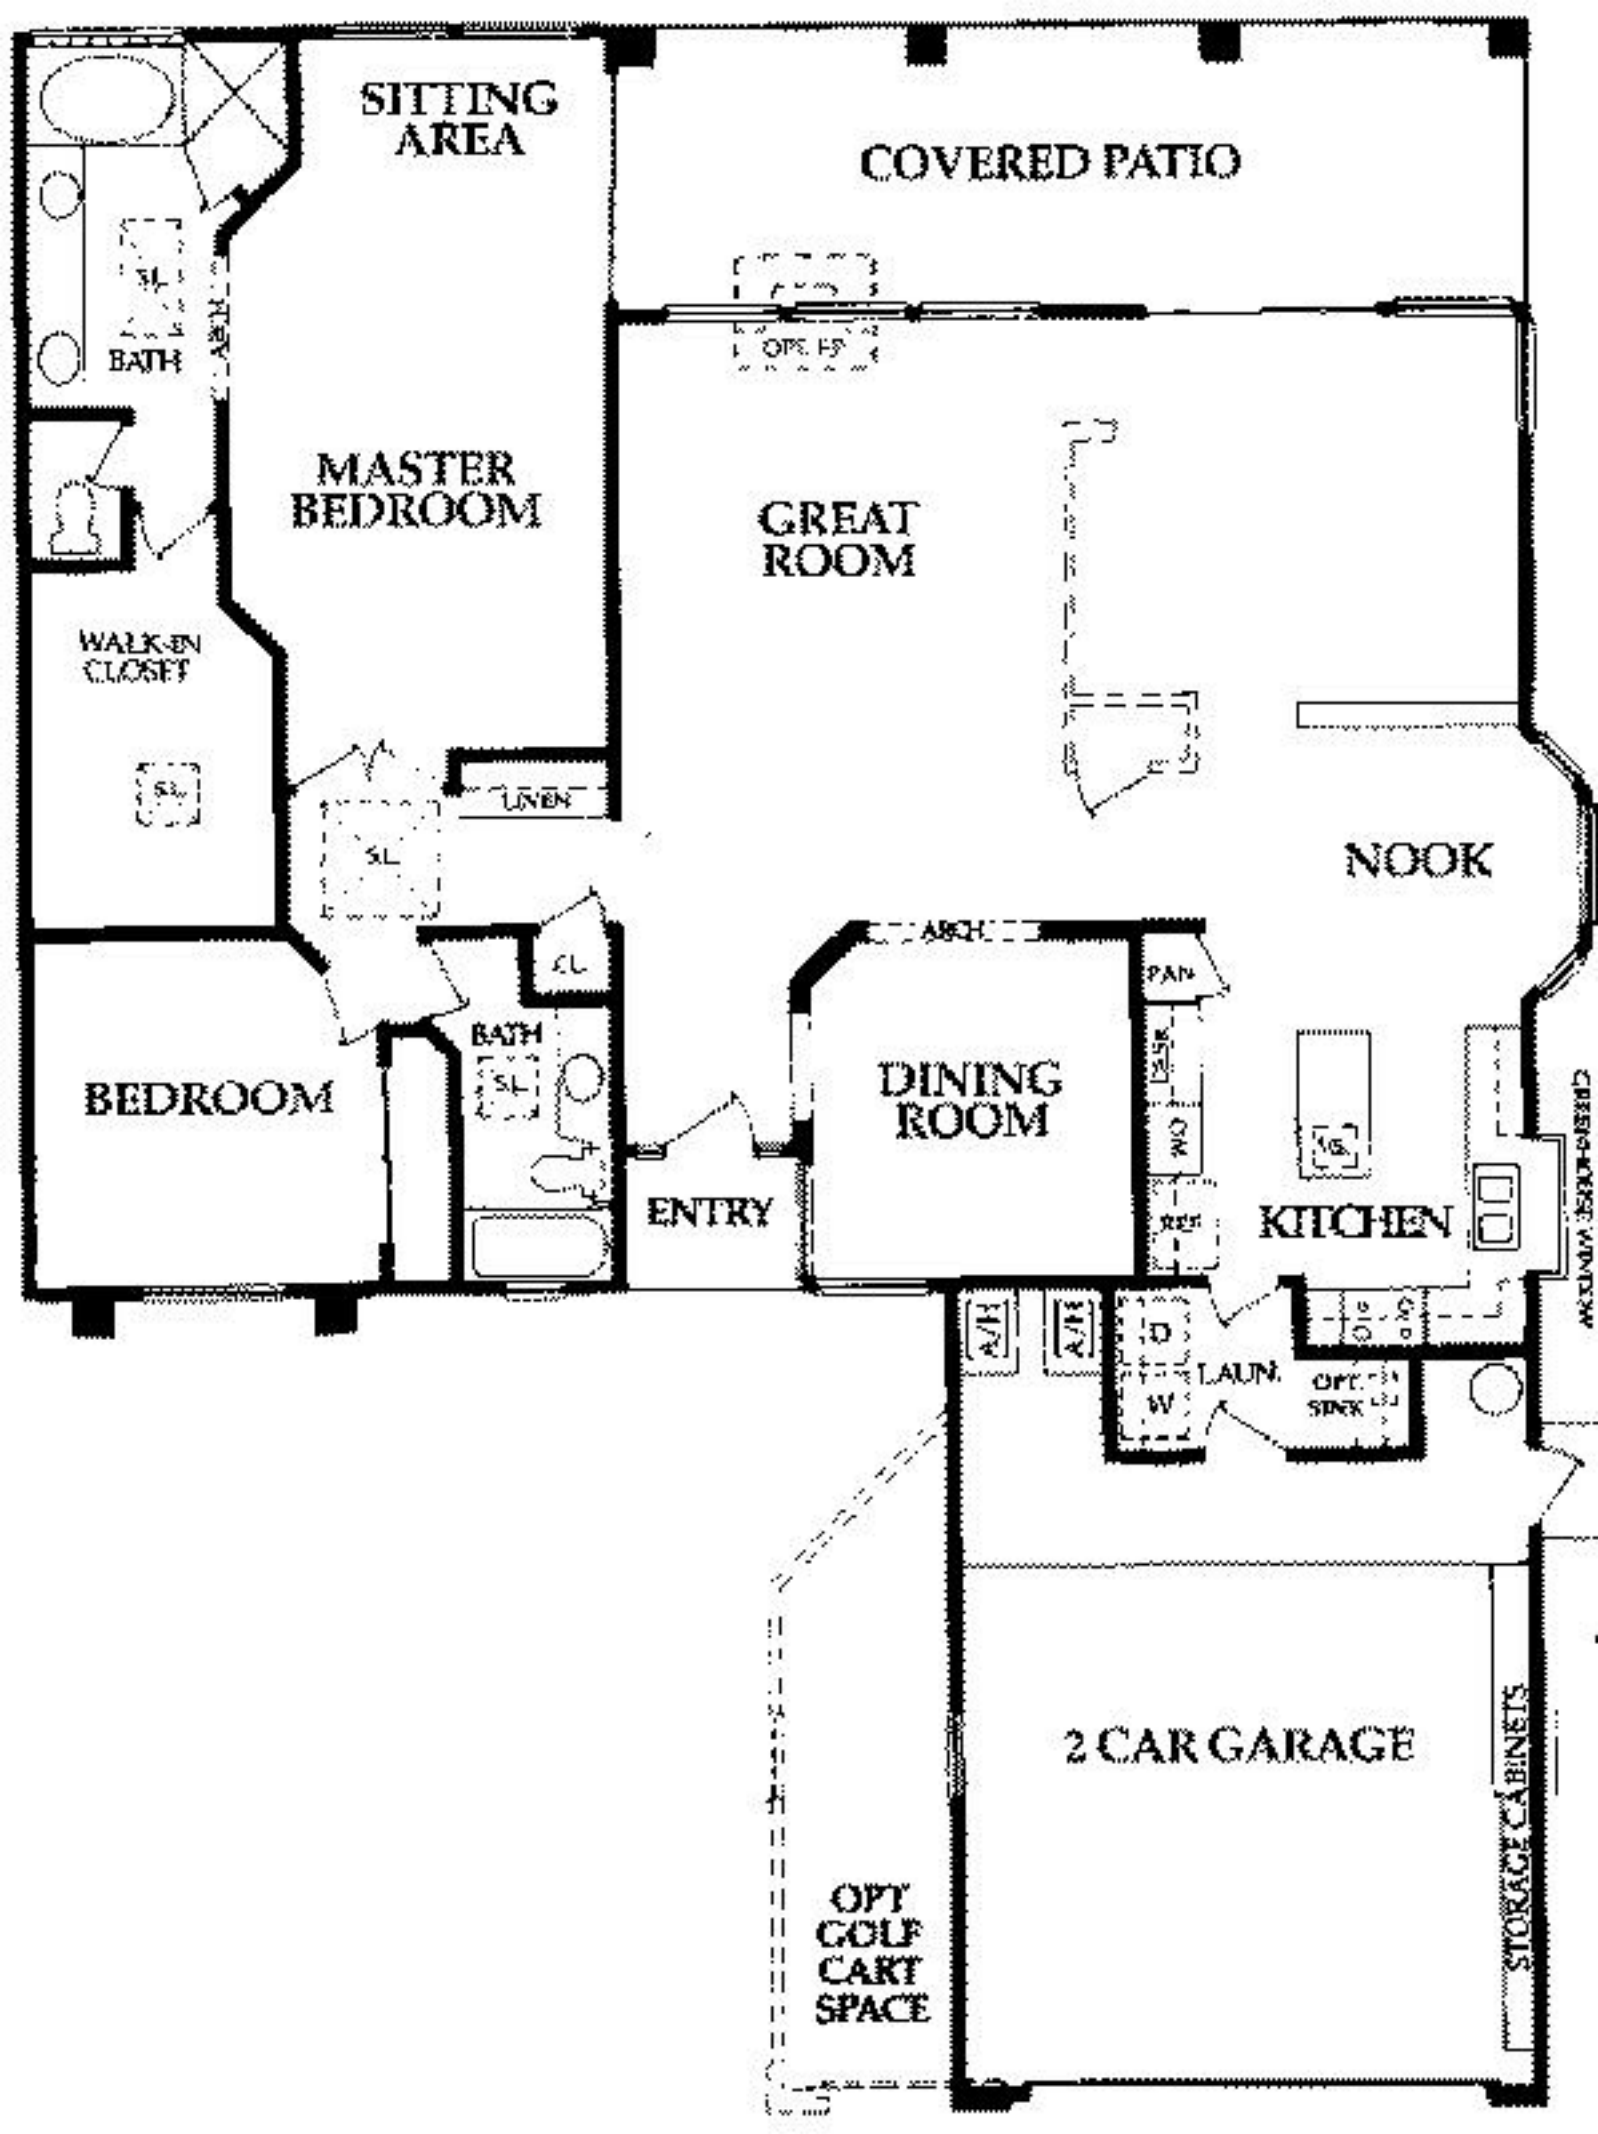 SITTING
AREA
COVERED PATIO
S.L.
ARCH
BATH
OPT. F.P.
MASTER
BEDROOM
GREAT
ROOM
WALK-IN
CLOSET
S.L.
LINEN
S.L.
NOOK
ARCH
CL.
PAN.
BATH
S.L.
DESK
BEDROOM
DINING
ROOM
GREENHOUSE WINDOW
ENTRY
REF.
KITCHEN
A/H
A/H
D
LAUN.
W
OPT.
SINK
2 CAR GARAGE
STORAGE CABINETS
OPT
GOLF
CART
SPACE